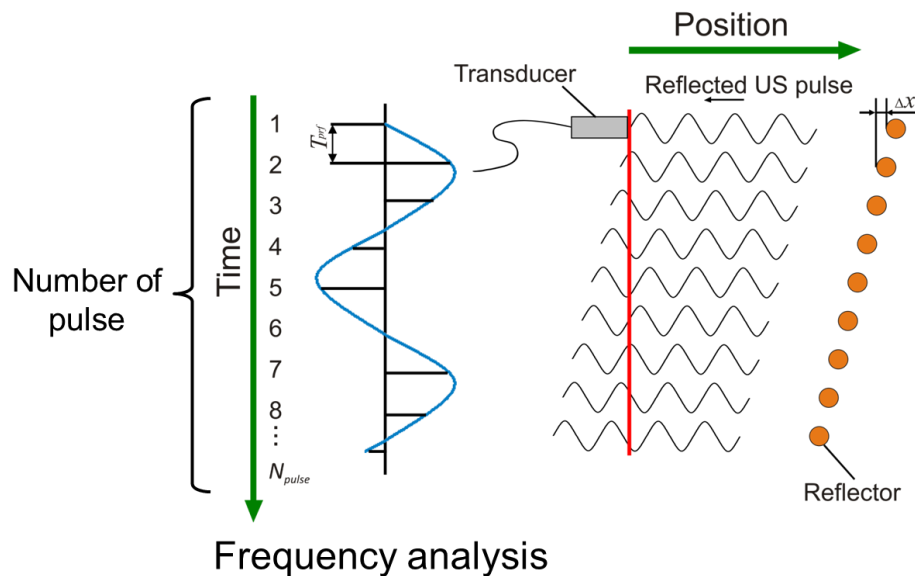 Position
Transducer
Reflected US pulse
Δx
Number of
pulse
Time
1
T_prf
2
3
4
5
6
7
8
⋮
N_pulse
Reflector
Frequency analysis